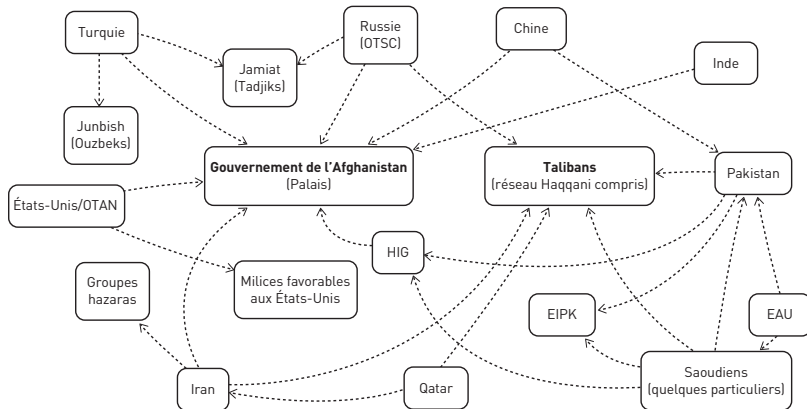 Turquie
Russie
(OTSC)
Chine
Jamiat
(Tadjiks)
Inde
Junbish
(Ouzbeks)
Gouvernement de l’Afghanistan
(Palais)
Talibans
(réseau Haqqani compris)
Pakistan
États-Unis/OTAN
HIG
Groupes
hazaras
Milices favorables
aux États-Unis
EIPK
EAU
Iran
Qatar
Saoudiens
(quelques particuliers)